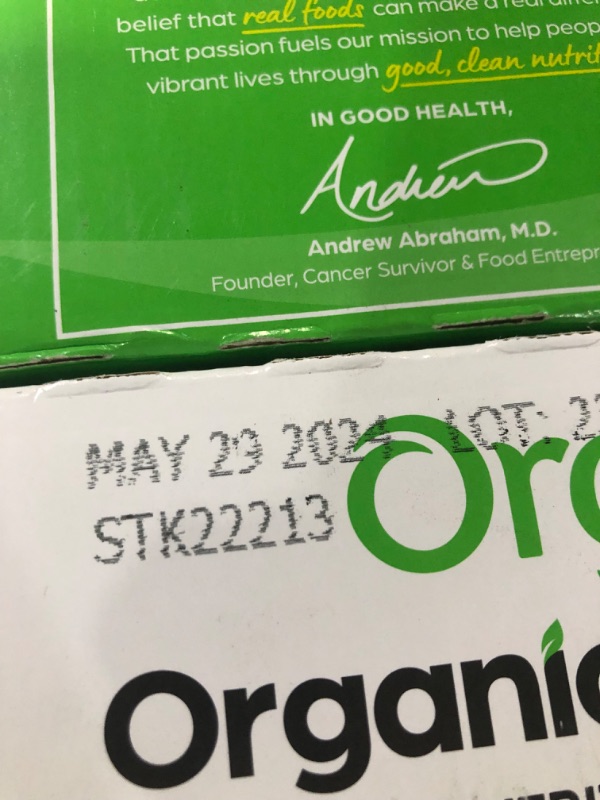 belief that real foods can make a real
That passion fuels our mission to help
vibrant lives through good, clean
IN GOOD HEALTH,
Andrew
Andrew Abraham, M.D.
Founder, Cancer Survivor & Food
MAY 29 2024 LOT:
STK22213
Organic